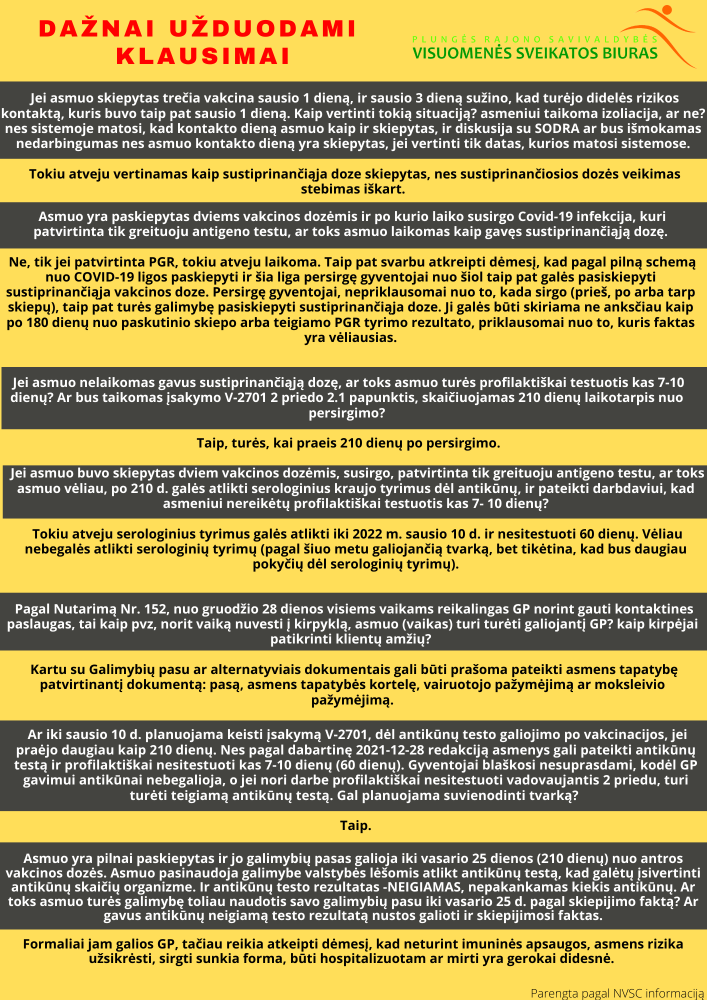 DAŽNAI UŽDUODAMI
KLAUSIMAI
PLUNGĖS RAJONO SAVIVALDYBĖS
VISUOMENĖS SVEIKATOS BIURAS
Jei asmuo skiepytas trečia vakcina sausio 1 dieną, ir sausio 3 dieną sužino, kad turėjo didelės rizikos
kontaktą, kuris buvo taip pat sausio 1 dieną. Kaip vertinti tokią situaciją? asmeniui taikoma izoliacija, ar ne?
nes sistemoje matosi, kad kontakto dieną asmuo kaip ir skiepytas, ir diskusija su SODRA ar bus išmokamas
nedarbingumas nes asmuo kontakto dieną yra skiepytas, jei vertinti tik datas, kurios matosi sistemose.
Tokiu atveju vertinamas kaip sustiprinančiąja doze skiepytas, nes sustiprinančiosios dozės veikimas
stebimas iškart.
Asmuo yra paskiepytas dviems vakcinos dozėmis ir po kurio laiko susirgo Covid-19 infekcija, kuri
patvirtinta tik greituoju antigeno testu, ar toks asmuo laikomas kaip gavęs sustiprinančiąją dozę.
Ne, tik jei patvirtinta PGR, tokiu atveju laikoma. Taip pat svarbu atkreipti dėmesį, kad pagal pilną schemą
nuo COVID-19 ligos paskiepyti ir šia liga persirgę gyventojai nuo šiol taip pat galės pasiskiepyti
sustiprinančiąja vakcinos doze. Persirgę gyventojai, nepriklausomai nuo to, kada sirgo (prieš, po arba tarp
skiepų), taip pat turės galimybę pasiskiepyti sustiprinančiąja doze. Ji galės būti skiriama ne anksčiau kaip
po 180 dienų nuo paskutinio skiepo arba teigiamo PGR tyrimo rezultato, priklausomai nuo to, kuris faktas
yra vėliausias.
Jei asmuo nelaikomas gavus sustiprinančiąją dozę, ar toks asmuo turės profilaktiškai testuotis kas 7-10
dienų? Ar bus taikomas įsakymo V-2701 2 priedo 2.1 papunktis, skaičiuojamas 210 dienų laikotarpis nuo
persirgimo?
Taip, turės, kai praeis 210 dienų po persirgimo.
Jei asmuo buvo skiepytas dviem vakcinos dozėmis, susirgo, patvirtinta tik greituoju antigeno testu, ar toks
asmuo vėliau, po 210 d. galės atlikti serologinius kraujo tyrimus dėl antikūnų, ir pateikti darbdaviui, kad
asmeniui nereikėtų profilaktiškai testuotis kas 7- 10 dienų?
Tokiu atveju serologinius tyrimus galės atlikti iki 2022 m. sausio 10 d. ir nesitestuoti 60 dienų. Vėliau
nebegalės atlikti serologinių tyrimų (pagal šiuo metu galiojančią tvarką, bet tikėtina, kad bus daugiau
pokyčių dėl serologinių tyrimų).
Pagal Nutarimą Nr. 152, nuo gruodžio 28 dienos visiems vaikams reikalingas GP norint gauti kontaktines
paslaugas, tai kaip pvz, norit vaiką nuvesti į kirpyklą, asmuo (vaikas) turi turėti galiojantį GP? kaip kirpėjai
patikrinti klientų amžių?
Kartu su Galimybių pasu ar alternatyviais dokumentais gali būti prašoma pateikti asmens tapatybę
patvirtinantį dokumentą: pasą, asmens tapatybės kortelę, vairuotojo pažymėjimą ar moksleivio
pažymėjimą.
Ar iki sausio 10 d. planuojama keisti įsakymą V-2701, dėl antikūnų testo galiojimo po vakcinacijos, jei
praėjo daugiau kaip 210 dienų. Nes pagal dabartinę 2021-12-28 redakciją asmenys gali pateikti antikūnų
testą ir profilaktiškai nesitestuoti kas 7-10 dienų (60 dienų). Gyventojai blaškosi nesuprasdami, kodėl GP
gavimui antikūnai nebegalioja, o jei nori darbe profilaktiškai nesitestuoti vadovaujantis 2 priedu, turi
turėti teigiamą antikūnų testą. Gal planuojama suvienodinti tvarką?
Taip.
Asmuo yra pilnai paskiepytas ir jo galimybių pasas galioja iki vasario 25 dienos (210 dienų) nuo antros
vakcinos dozės. Asmuo pasinaudoja galimybe valstybės lėšomis atlikt antikūnų testą, kad galėtų įsivertinti
antikūnų skaičių organizme. Ir antikūnų testo rezultatas -NEIGIAMAS, nepakankamas kiekis antikūnų. Ar
toks asmuo turės galimybę toliau naudotis savo galimybių pasu iki vasario 25 d. pagal skiepijimo faktą? Ar
gavus antikūnų neigiamą testo rezultatą nustos galioti ir skiepijimosi faktas.
Formaliai jam galios GP, tačiau reikia atkeipti dėmesį, kad neturint imuninės apsaugos, asmens rizika
užsikrėsti, sirgti sunkia forma, būti hospitalizuotam ar mirti yra gerokai didesnė.
Parengta pagal NVSC informaciją